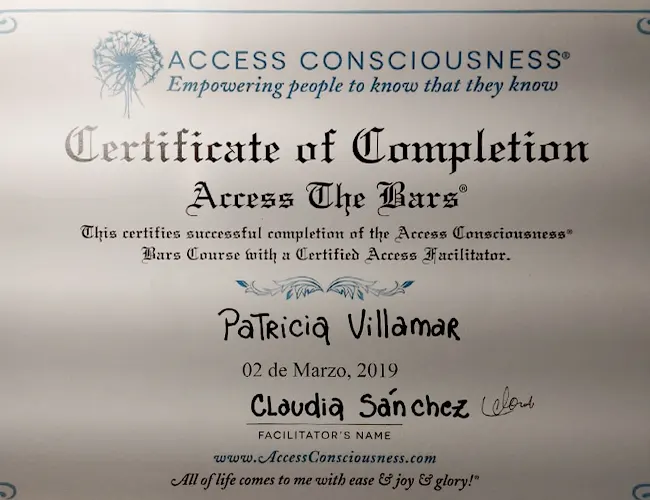 ACCESS CONSCIOUSNESS®
Empowering people to know that they know
Certificate of Completion
Access The Bars®
This certifies successful completion of the Access Consciousness®
Bars Course with a Certified Access Facilitator.
Patricia Villamar
02 de Marzo, 2019
Claudia Sánchez
FACILITATOR'S NAME
www.AccessConsciousness.com
All of life comes to me with ease & joy & glory!™